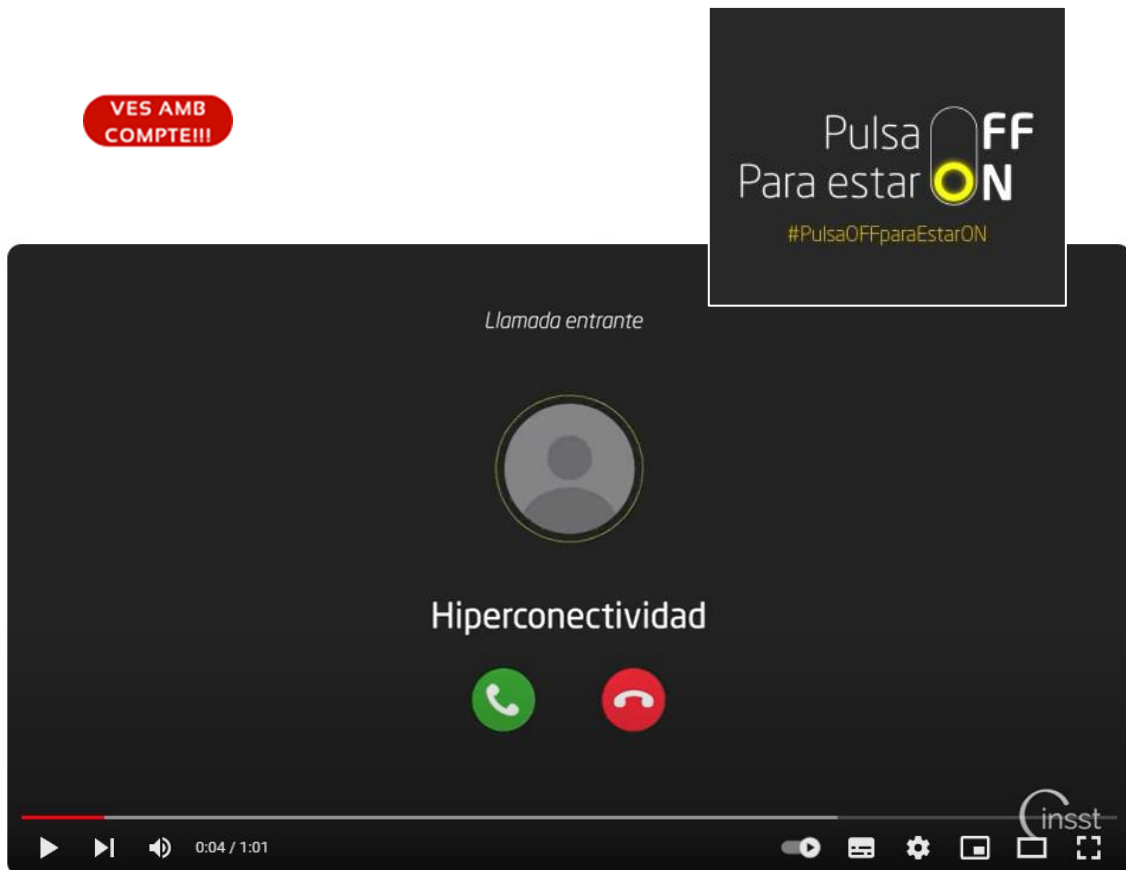 VES AMB
COMPTE!!!
Pulsa OFF
Para estar ON
#PulsaOFFparaEstarON
Llamada entrante
Hiperconectividad
insst
0:04 / 1:01